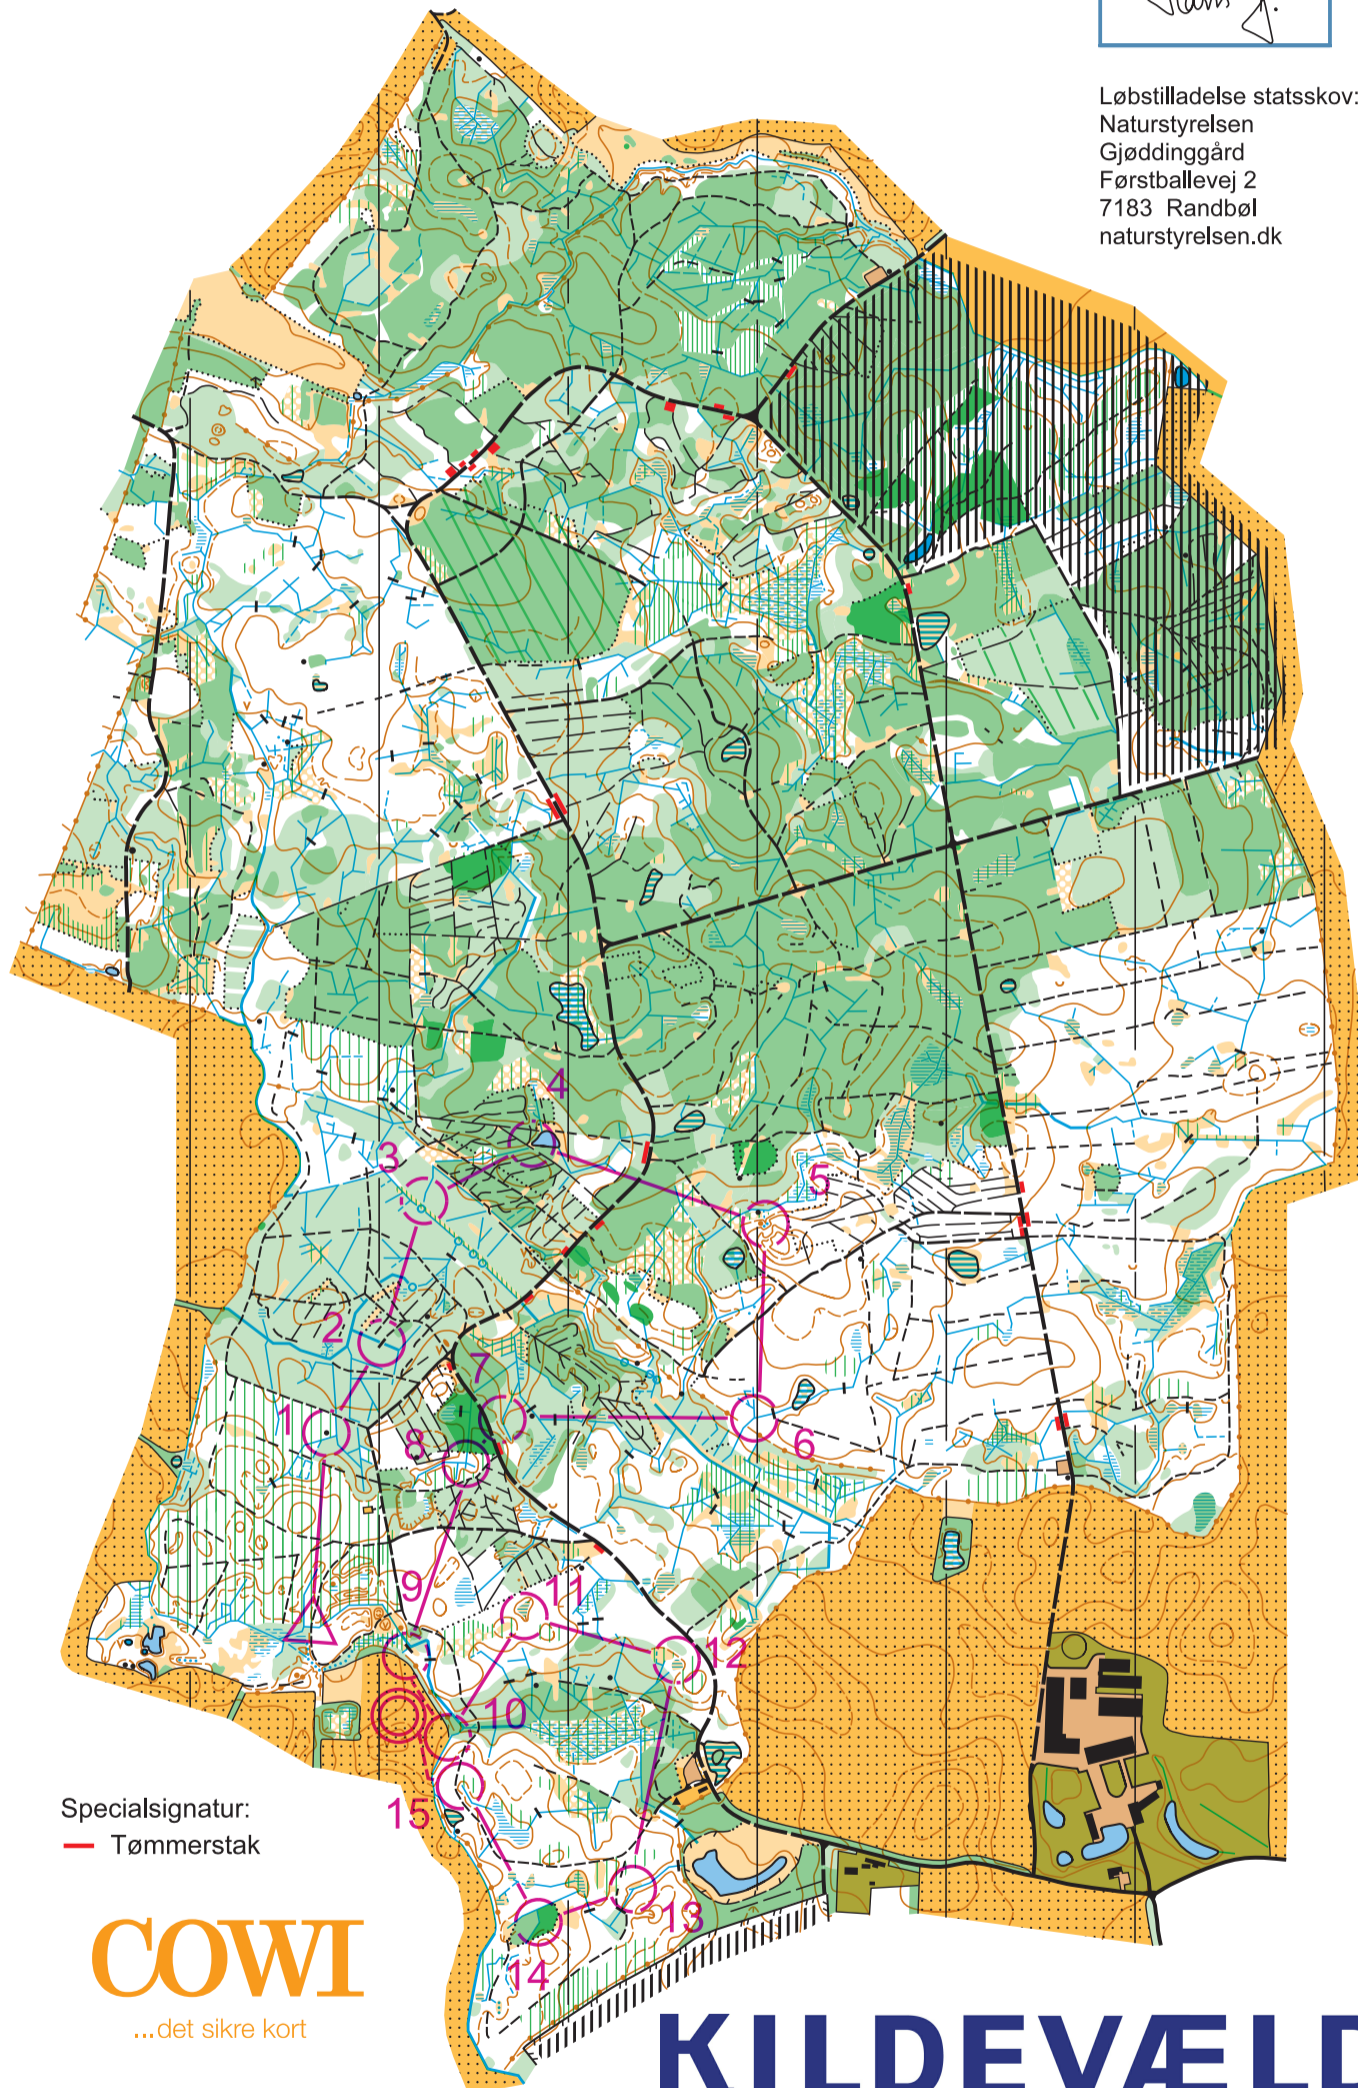 Løbstilladelse statsskov:
Naturstyrelsen
Gjøddinggård
Førstballevej 2
7183 Randbøl
naturstyrelsen.dk
4
3
5
2
7
1
8
6
9
11
12
10
15
13
14
Specialsignatur:
Tømmerstak
COWI
...det sikre kort
KILDEVÆLD